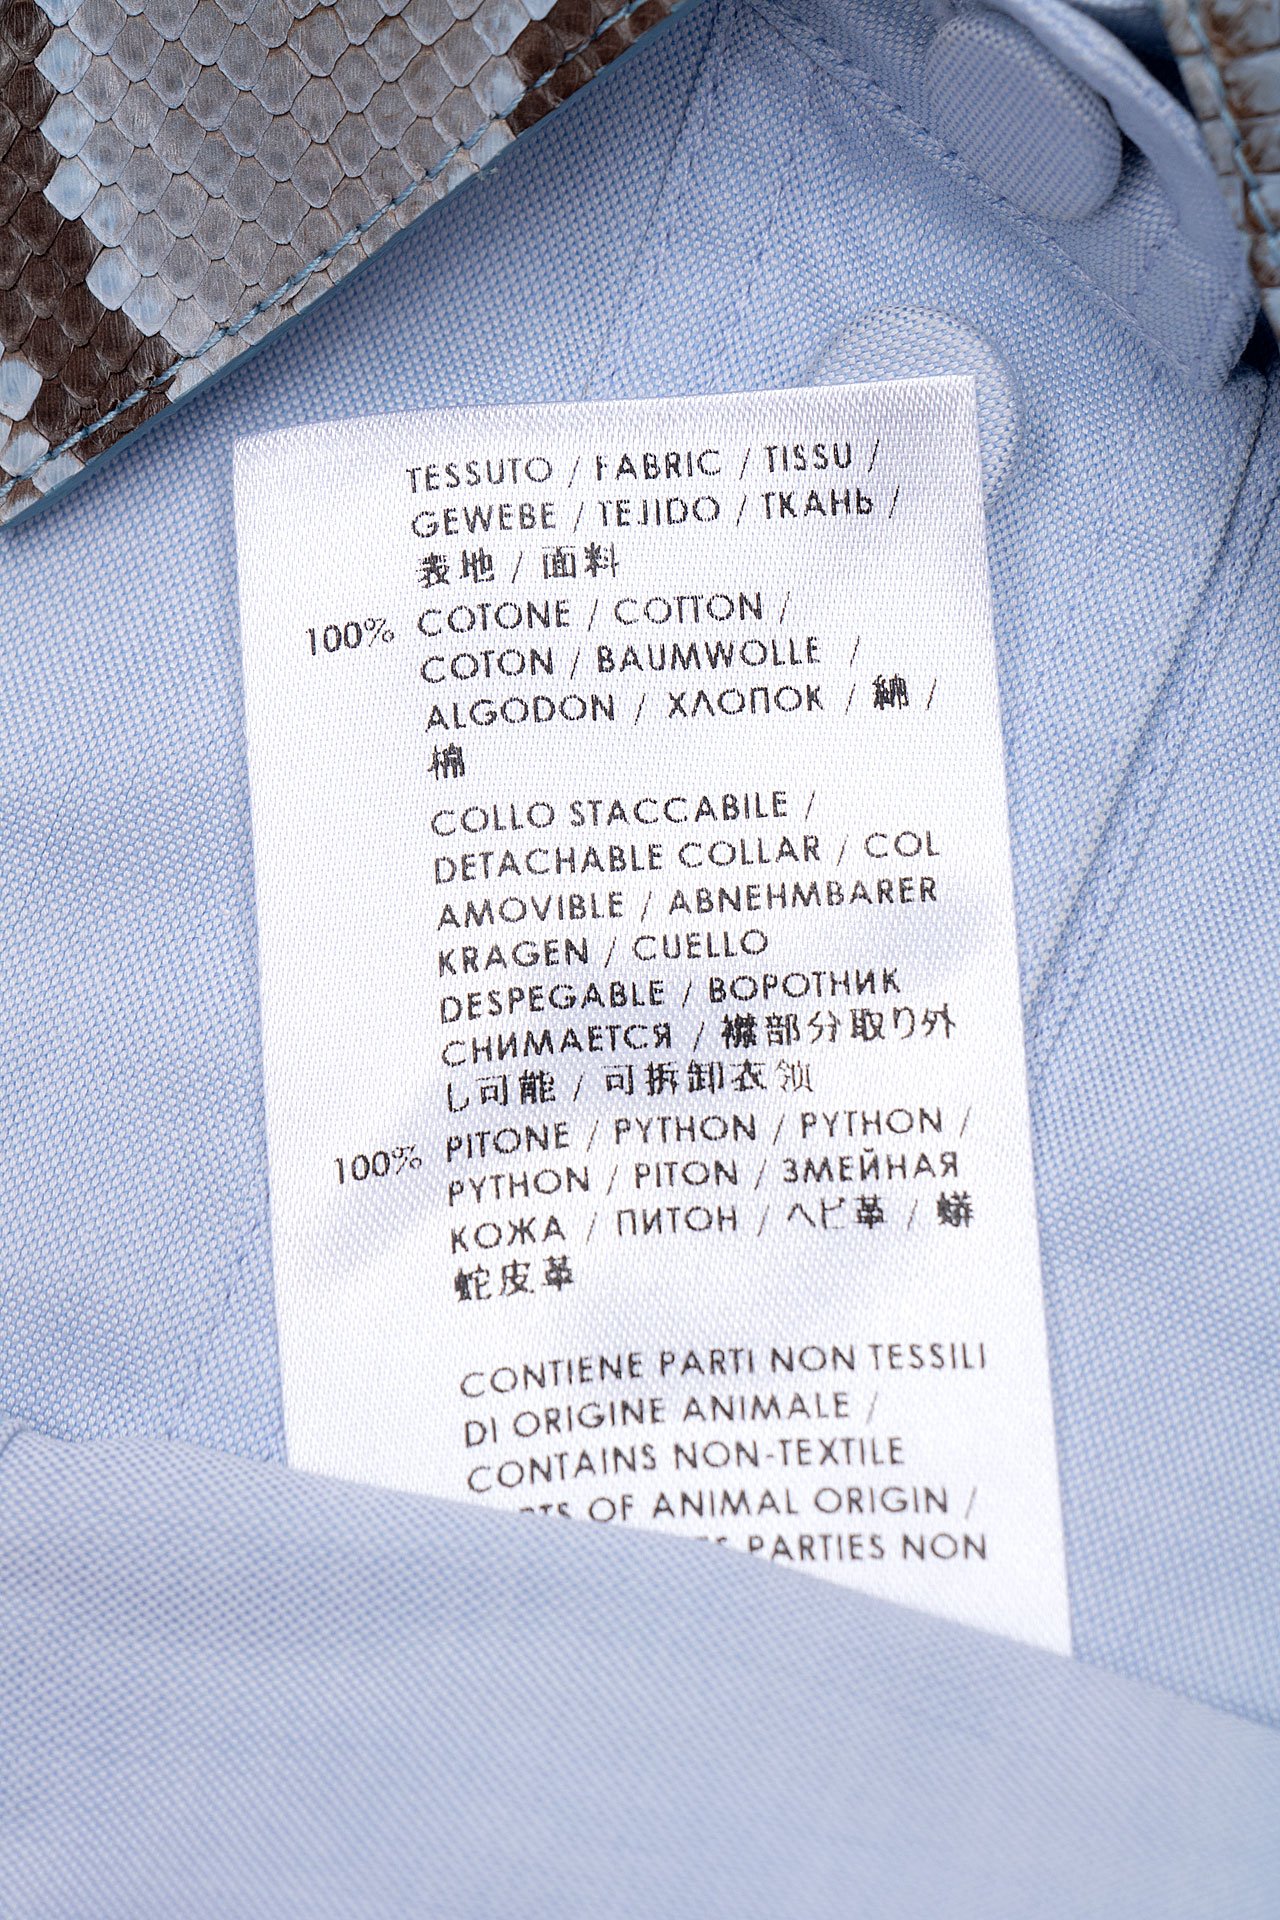 TESSUTO / FABRIC / TISSU /
GEWEBE / TEJIDO / ТКАНЬ /
表地 / 面料
100% COTONE / COTTON /
COTON / BAUMWOLLE /
ALGODON / ХЛОПОК / 綿 /
棉
COLLO STACCABILE /
DETACHABLE COLLAR / COL
AMOVIBLE / ABNEHMBARER
KRAGEN / CUELLO
DESPEGABLE / ВОРОТНИК
СНИМАЕТСЯ / 襟部分取り外
し可能 / 可拆卸衣领
100% PITONE / PYTHON / PYTHON /
PYTHON / PITON / ЗМЕЙНАЯ
КОЖА / ПИТОН / ヘビ革 / 蟒
蛇皮革
CONTIENE PARTI NON TESSILI
DI ORIGINE ANIMALE /
CONTAINS NON-TEXTILE
OF ANIMAL ORIGIN /
PARTIES NON